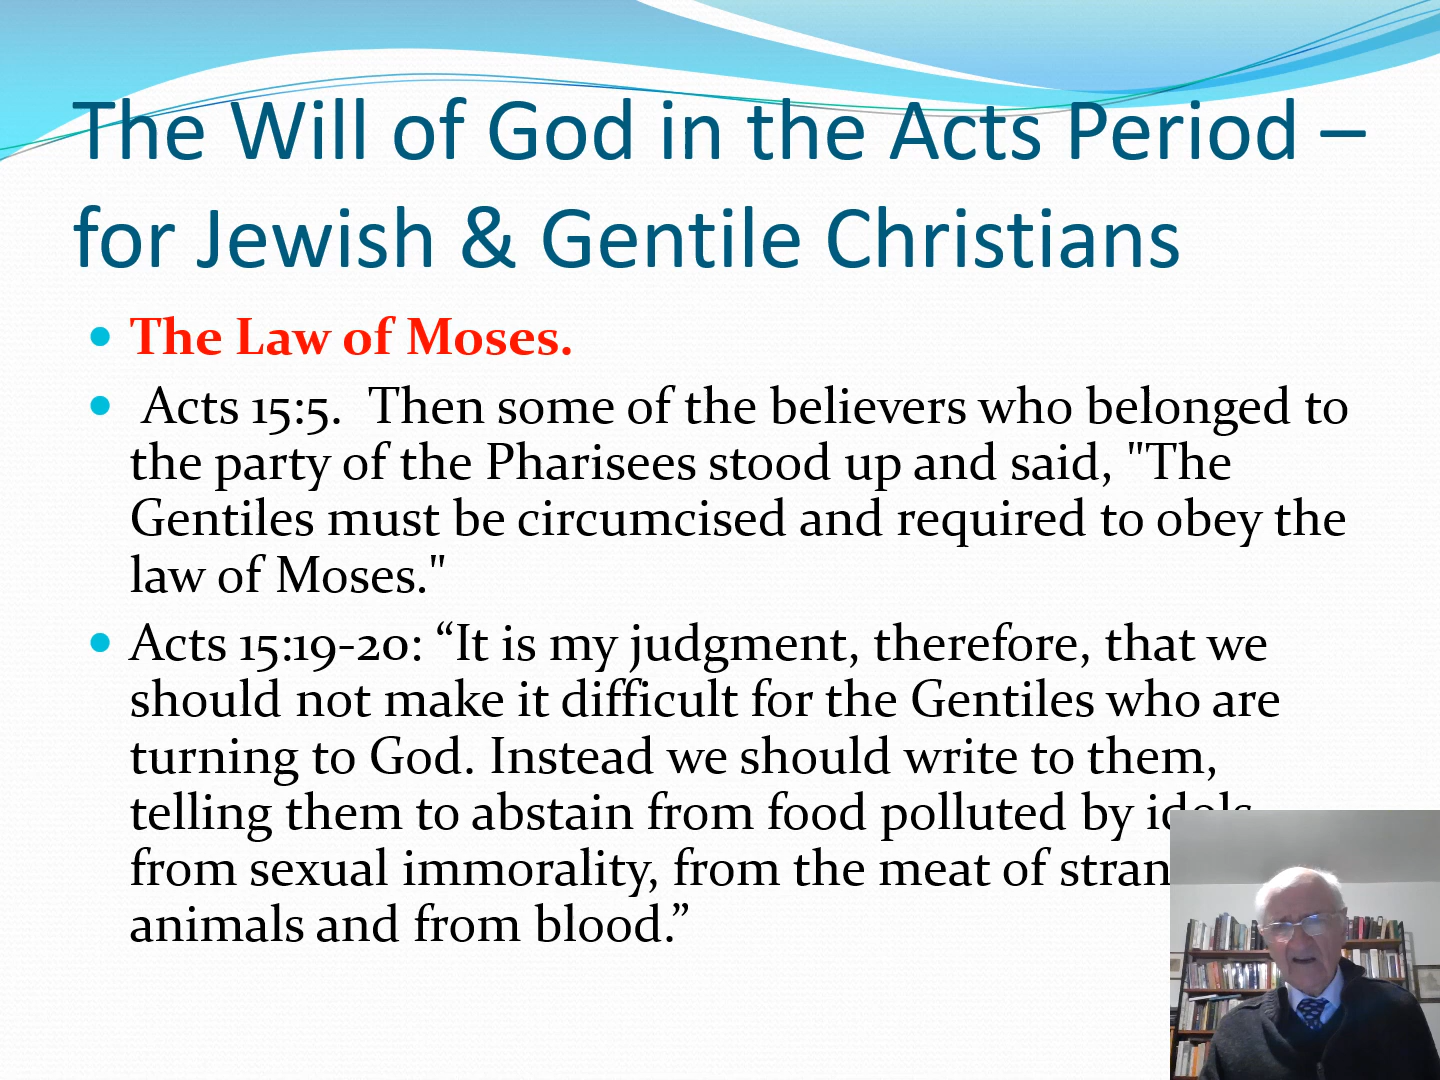 The Will of God in the Acts Period –
for Jewish & Gentile Christians
The Law of Moses.
Acts 15:5. Then some of the believers who belonged to
the party of the Pharisees stood up and said, "The
Gentiles must be circumcised and required to obey the
law of Moses."
Acts 15:19-20: “It is my judgment, therefore, that we
should not make it difficult for the Gentiles who are
turning to God. Instead we should write to them,
telling them to abstain from food polluted by idols
from sexual immorality, from the meat of stran
animals and from blood.”